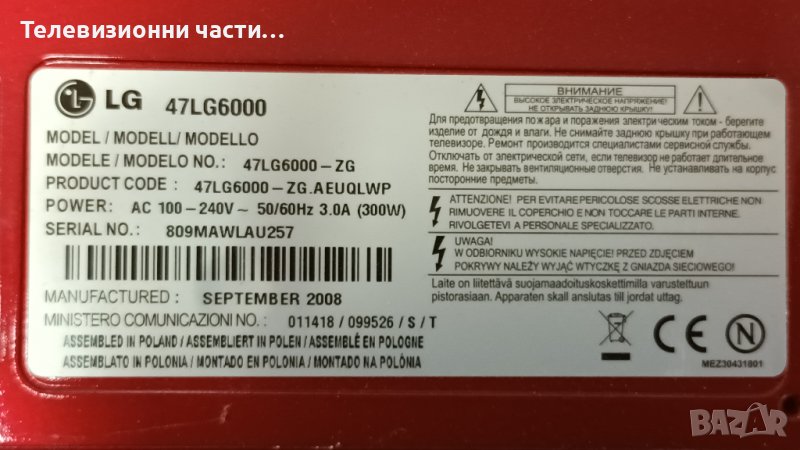 Телевизионни части…
LG 47LG6000
MODEL / MODELL/ MODELLO
MODELE / MODELO NO. : 47LG6000-ZG
PRODUCT CODE : 47LG6000-ZG.AEUQLWP
POWER: AC 100-240V~ 50/60Hz 3.0A (300W)
SERIAL NO. : 809MAWLAU257
MANUFACTURED : SEPTEMBER 2008
MINISTERO COMUNICAZIONI NO. : 011418 / 099526 / S / T
ASSEMBLED IN POLAND / ASSEMBLIERT IN POLEN / ASSEMBLÉ EN POLOGNE
ASSEMBLATO IN POLONIA / MONTADO EN POLONIA / MONTADO NA POLÓNIA
ВНИМАНИЕ
ВЫСОКОЕ ЭЛЕКТРИЧЕСКОЕ НАПРЯЖЕНИЕ!
НЕ ОТКРЫВАТЬ ЗАДНЮЮ КРЫШКУ!
Для предотвращения пожара и поражения электрическим током - берегите
изделие от дождя и влаги. Не снимайте заднюю крышку при работающем
телевизоре. Ремонт производится специалистами сервисной службы.
Отключать от электрической сети, если телевизор не работает длительное
время. Не закрывать вентиляционные отверстия. Не устанавливать на корпус
посторонние предметы.
ATTENZIONE! PER EVITARE PERICOLOSE SCOSSE ELETTRICHE NON
RIMUOVERE IL COPERCHIO E NON TOCCARE LE PARTI INTERNE.
RIVOLGETEVI A PERSONALE SPECIALIZZATO.
UWAGA!
W ODBIORNIKU WYSOKIE NAPIĘCIE! PRZED ZDJĘCIEM
POKRYWY NALEŻY WYJĄĆ WTYCZKĘ Z GNIAZDA SIECIOWEGO!
Laite on liitettävä suojamaadoituskoskettimilla varustettuun
pistorasiaan. Apparaten skall anslutas till jordat uttag.
CE N
MEZ30431801
BAZAR